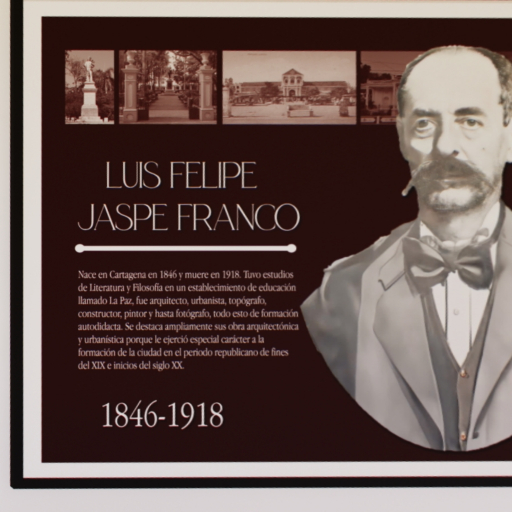 LUIS FELIPE
JASPE FRANCO
Nace en Cartagena en 1846 y muere en 1918. Tuvo estudios
de Literatura y Filosofía en un establecimiento de educación
llamado La Paz, fue arquitecto, urbanista, topógrafo,
constructor, pintor y hasta fotógrafo, todo esto de formación
autodidacta. Se destaca ampliamente sus obra arquitectónica
y urbanística porque le ejerció especial carácter a la
formación de la ciudad en el periodo republicano de fines
del XIX e inicios del siglo XX.
1846-1918